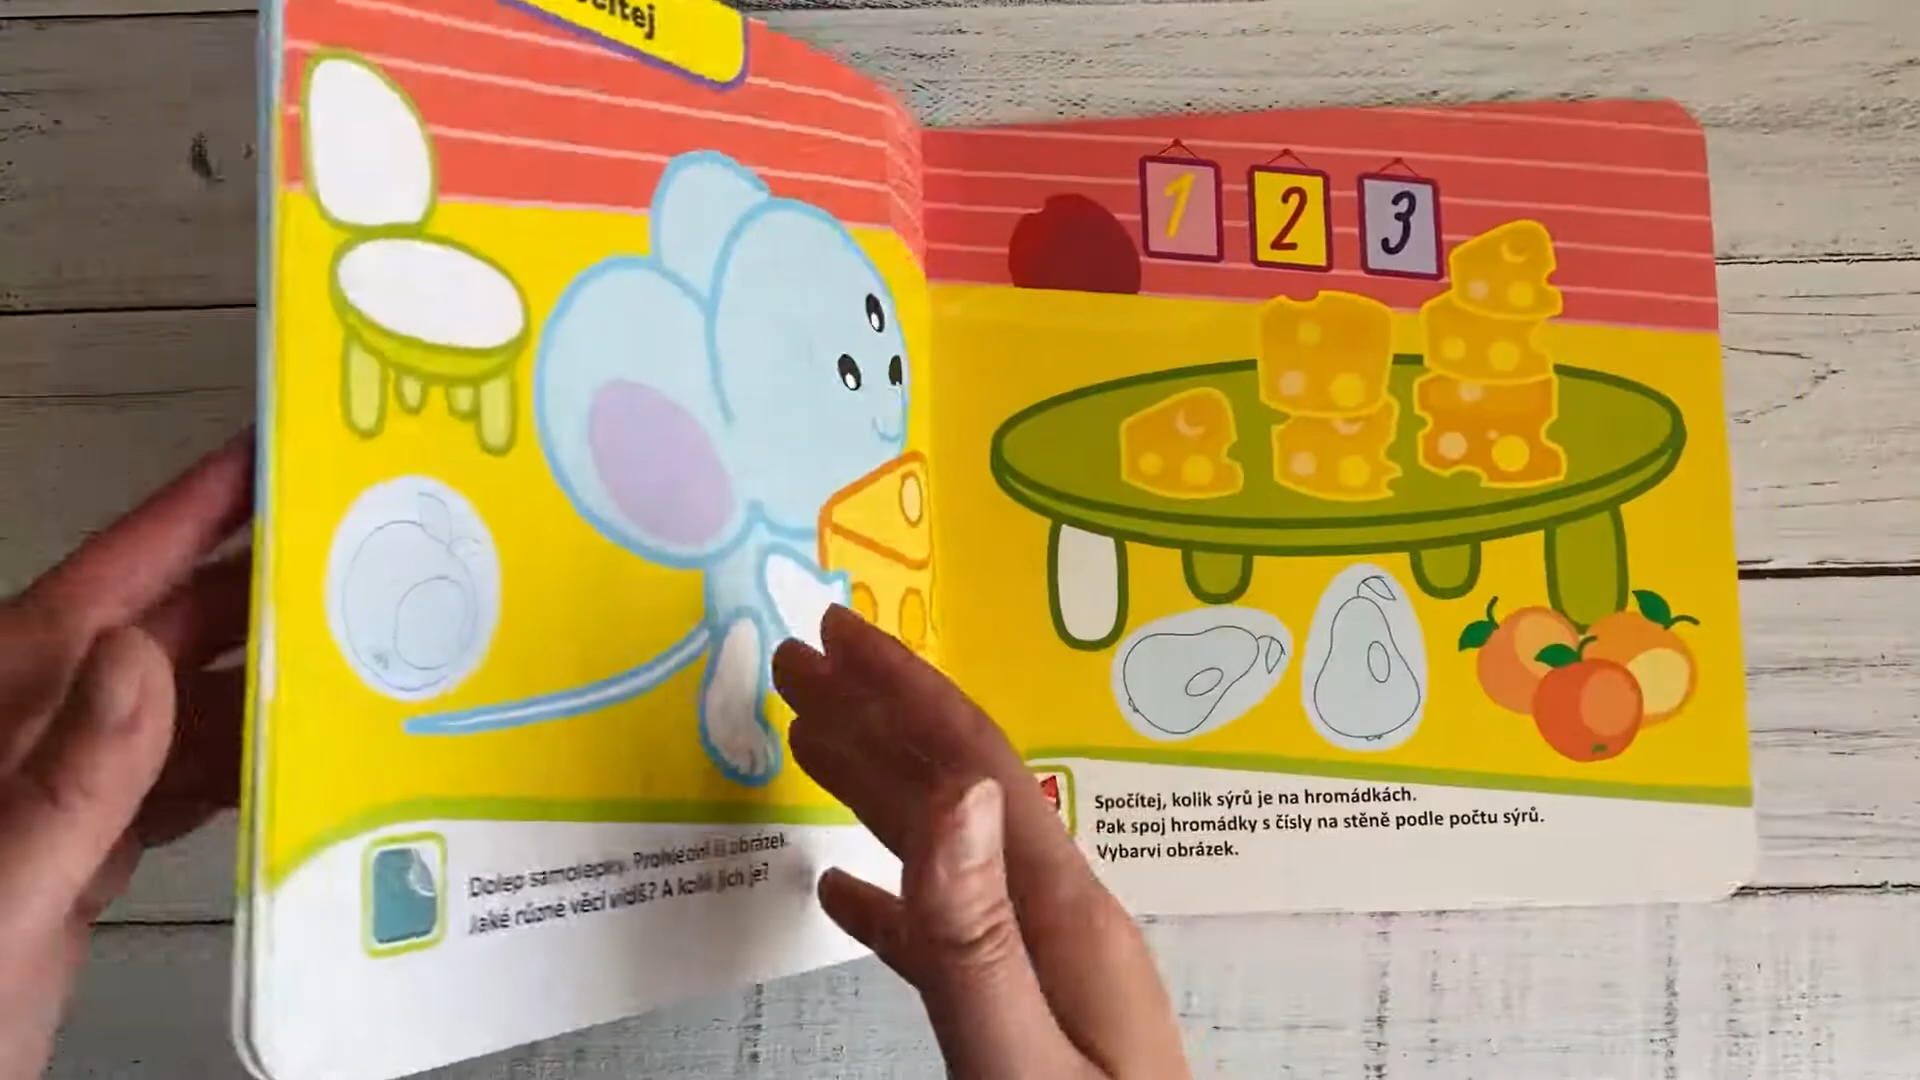 1
2
3
Dolep samolepky. Prohlédni si obrázek.
Jaké různé věci vidíš? A kolik jich je?
Spočítej, kolik sýrů je na hromádkách.
Pak spoj hromádky s čísly na stěně podle počtu sýrů.
Vybarvi obrázek.